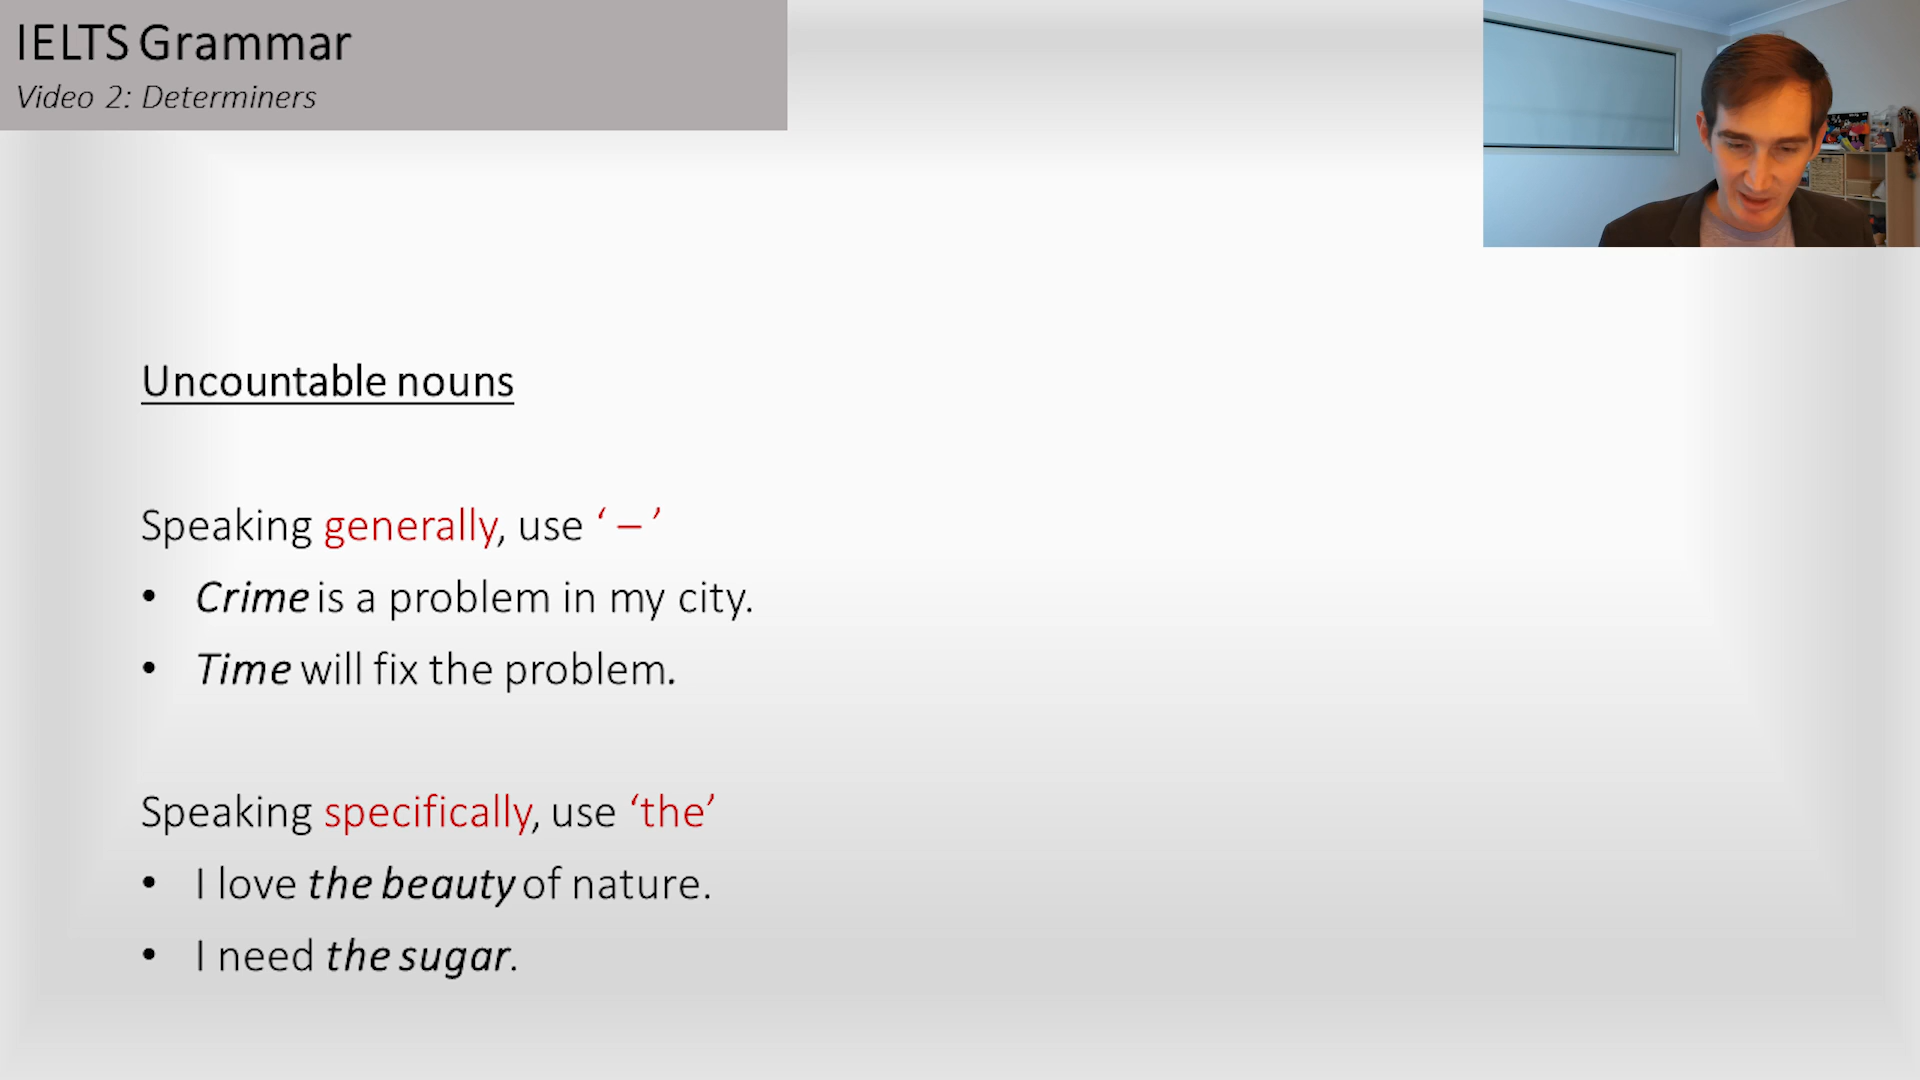 IELTS Grammar
Video 2: Determiners
Uncountable nouns
Speaking generally, use ‘ – ’
• Crime is a problem in my city.
• Time will fix the problem.
Speaking specifically, use ‘the’
• I love the beauty of nature.
• I need the sugar.